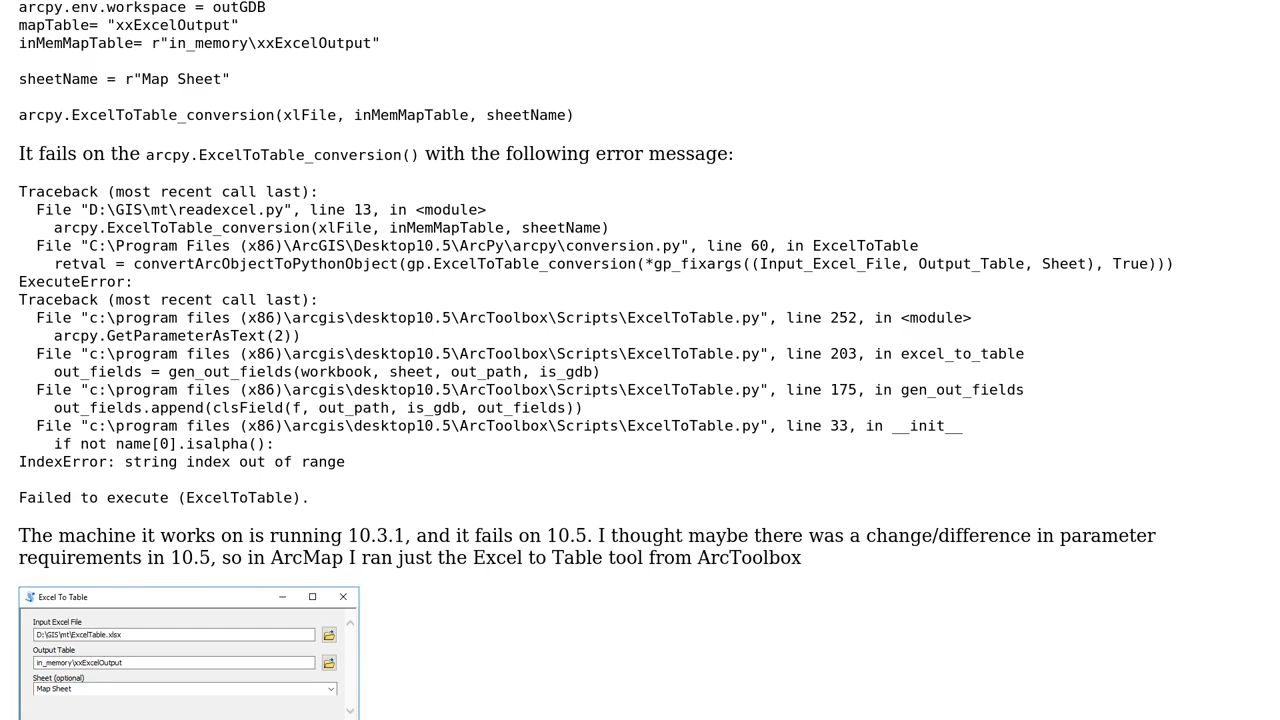 arcpy.env.workspace = outGDB
mapTable= "xxExcelOutput"
inMemMapTable= r"in_memory\xxExcelOutput"
sheetName = r"Map Sheet"
arcpy.ExcelToTable_conversion(xlFile, inMemMapTable, sheetName)
It fails on the arcpy.ExcelToTable_conversion() with the following error message:
Traceback (most recent call last):
  File "D:\GIS\mt\readexcel.py", line 13, in <module>
    arcpy.ExcelToTable_conversion(xlFile, inMemMapTable, sheetName)
  File "C:\Program Files (x86)\ArcGIS\Desktop10.5\ArcPy\arcpy\conversion.py", line 60, in ExcelToTable
    retval = convertArcObjectToPythonObject(gp.ExcelToTable_conversion(*gp_fixargs((Input_Excel_File, Output_Table, Sheet), True)))
ExecuteError:
Traceback (most recent call last):
  File "c:\program files (x86)\arcgis\desktop10.5\ArcToolbox\Scripts\ExcelToTable.py", line 252, in <module>
    arcpy.GetParameterAsText(2))
  File "c:\program files (x86)\arcgis\desktop10.5\ArcToolbox\Scripts\ExcelToTable.py", line 203, in excel_to_table
    out_fields = gen_out_fields(workbook, sheet, out_path, is_gdb)
  File "c:\program files (x86)\arcgis\desktop10.5\ArcToolbox\Scripts\ExcelToTable.py", line 175, in gen_out_fields
    out_fields.append(clsField(f, out_path, is_gdb, out_fields))
  File "c:\program files (x86)\arcgis\desktop10.5\ArcToolbox\Scripts\ExcelToTable.py", line 33, in __init__
    if not name[0].isalpha():
IndexError: string index out of range
Failed to execute (ExcelToTable).
The machine it works on is running 10.3.1, and it fails on 10.5. I thought maybe there was a change/difference in parameter
requirements in 10.5, so in ArcMap I ran just the Excel to Table tool from ArcToolbox
Excel To Table
Input Excel File
D:\GIS\mt\ExcelTable.xlsx
Output Table
in_memory\xxExcelOutput
Sheet (optional)
Map Sheet